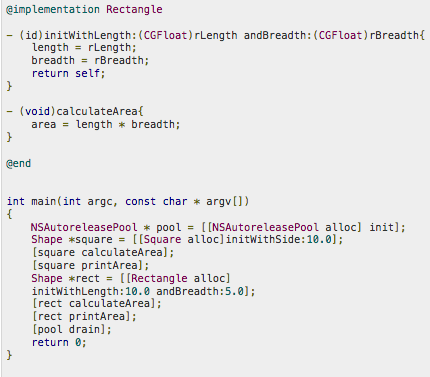 @implementation Rectangle
- (id)initWithLength:(CGFloat)rLength andBreadth:(CGFloat)rBreadth{
length = rLength;
breadth = rBreadth;
return self;
}
- (void)calculateArea{
area = length * breadth;
}
@end
int main(int argc, const char * argv[])
{
NSAutoreleasePool * pool = [[NSAutoreleasePool alloc] init];
Shape *square = [[Square alloc]initWithSide:10.0];
[square calculateArea];
[square printArea];
Shape *rect = [[Rectangle alloc]
initWithLength:10.0 andBreadth:5.0];
[rect calculateArea];
[rect printArea];
[pool drain];
return 0;
}